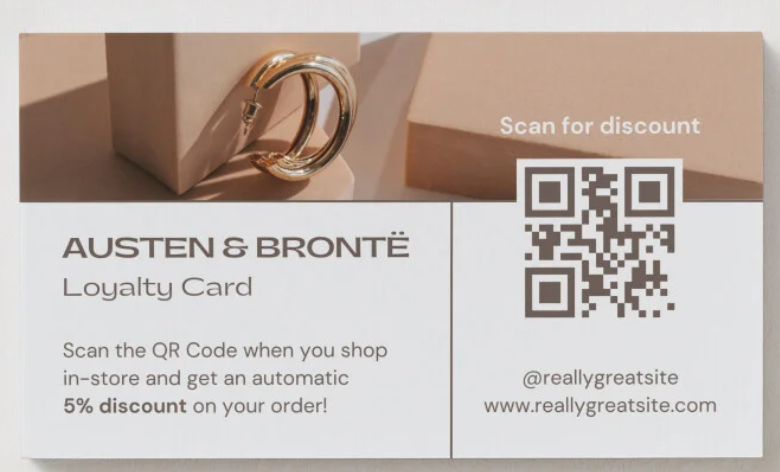 Scan for discount
AUSTEN & BRONTË
Loyalty Card
Scan the QR Code when you shop
in-store and get an automatic
5% discount on your order!
@reallygreatsite
www.reallygreatsite.com